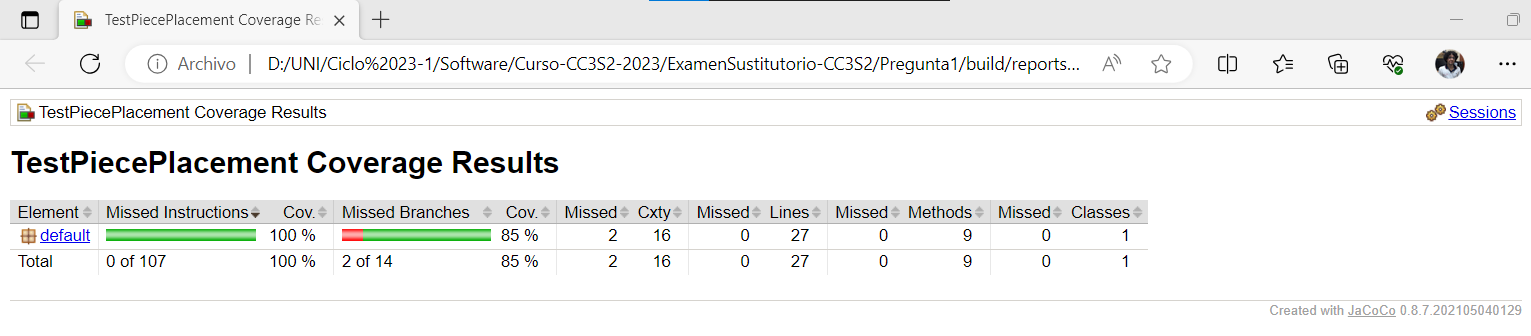 TestPiecePlacement Coverage Re
Archivo | D:/UNI/Ciclo%2023-1/Software/Curso-CC3S2-2023/ExamenSustitutorio-CC3S2/Pregunta1/build/reports...
TestPiecePlacement Coverage Results Sessions
TestPiecePlacement Coverage Results
Element Missed Instructions Cov. Missed Branches Cov. Missed Cxty Missed Lines Missed Methods Missed Classes
default 100 % 85 % 2 16 0 27 0 9 0 1
Total 0 of 107 100 % 2 of 14 85 % 2 16 0 27 0 9 0 1
Created with JaCoCo 0.8.7.202105040129